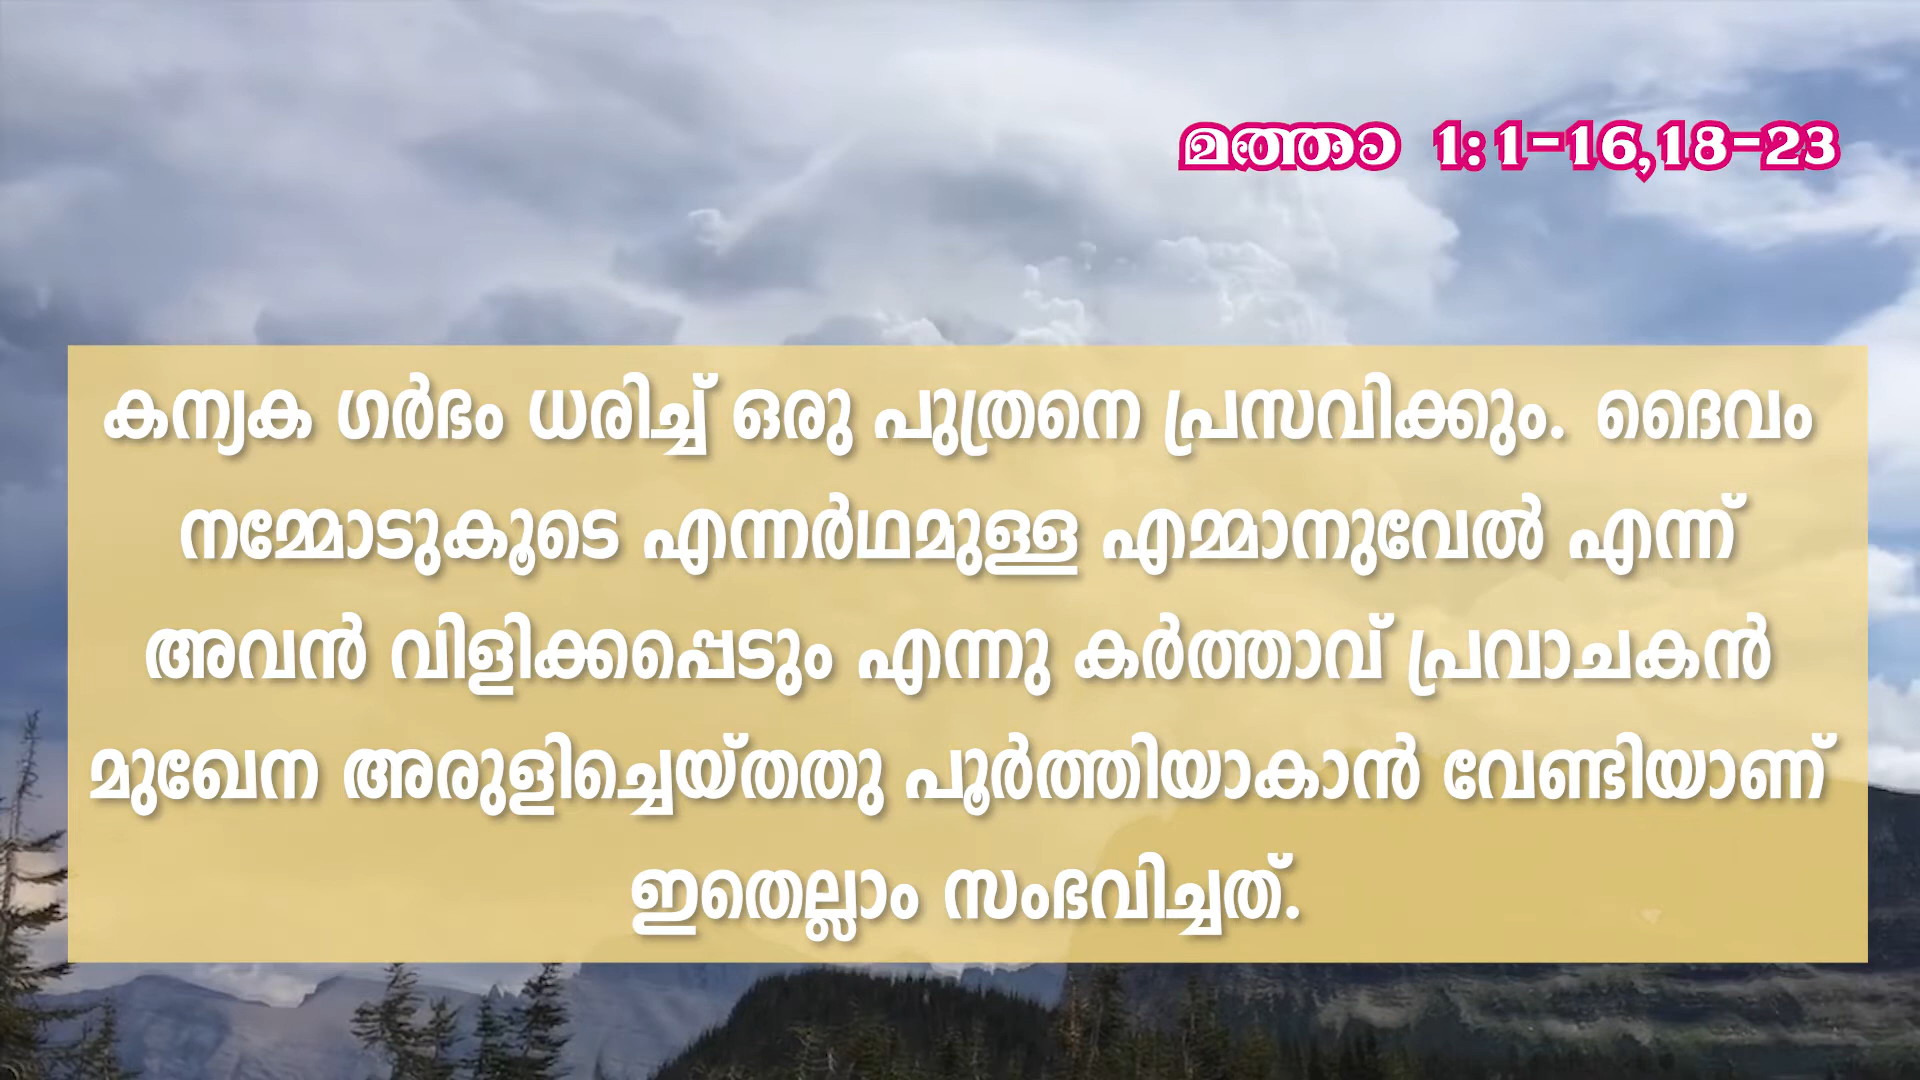 മത്താ 1:1-16,18-23
കന്യക ഗർഭം ധരിച്ച് ഒരു പുത്രനെ പ്രസവിക്കും. ദൈവം
നമ്മോടുകൂടെ എന്നർഥമുള്ള എമ്മാനുവേൽ എന്ന്
അവൻ വിളിക്കപ്പെടും എന്നു കർത്താവ് പ്രവാചകൻ
മുഖേന അരുളിച്ചെയ്തതു പൂർത്തിയാകാൻ വേണ്ടിയാണ്
ഇതെല്ലാം സംഭവിച്ചത്.